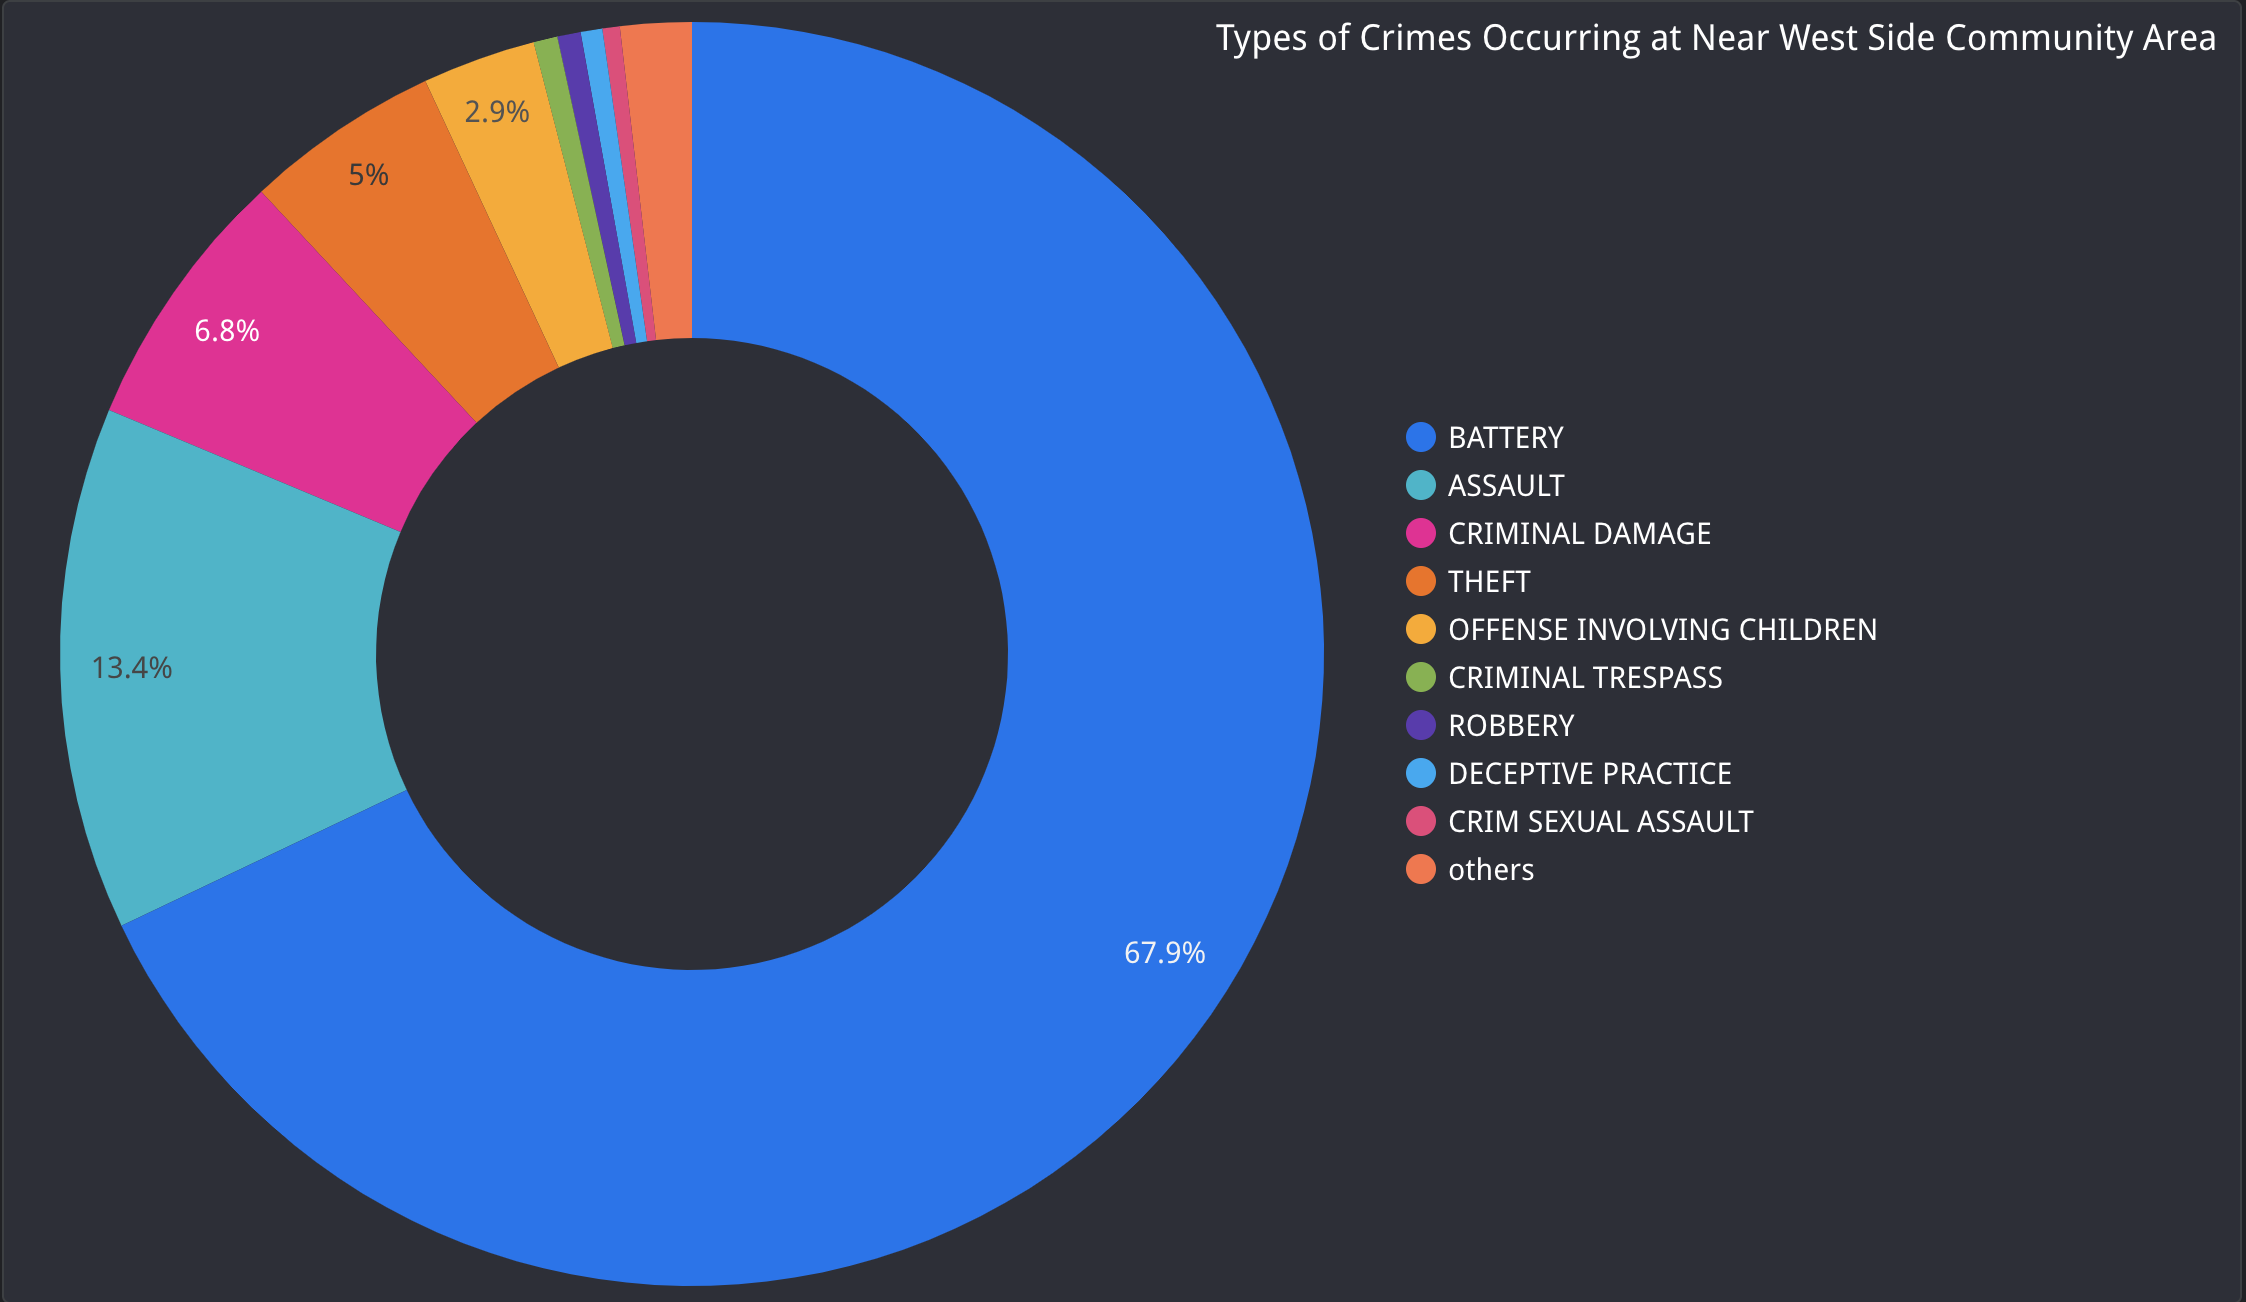 Types of Crimes Occurring at Near West Side Community Area
2.9%
5%
6.8%
13.4%
67.9%
BATTERY
ASSAULT
CRIMINAL DAMAGE
THEFT
OFFENSE INVOLVING CHILDREN
CRIMINAL TRESPASS
ROBBERY
DECEPTIVE PRACTICE
CRIM SEXUAL ASSAULT
others